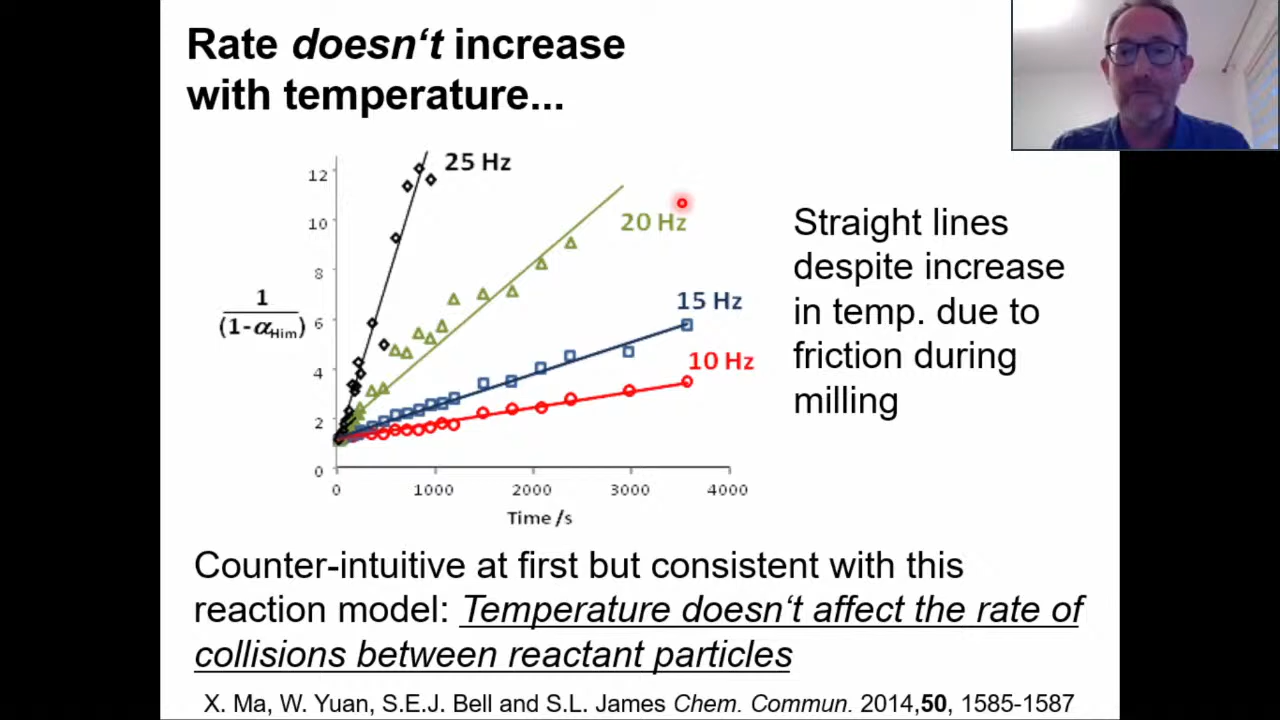 Rate doesn‘t increase
with temperature...
25 Hz
20 Hz
15 Hz
10 Hz
12
10
8
6
4
2
0
1
(1-αHim)
0
1000
2000
3000
4000
Time /s
Straight lines
despite increase
in temp. due to
friction during
milling
Counter-intuitive at first but consistent with this
reaction model: Temperature doesn‘t affect the rate of
collisions between reactant particles
X. Ma, W. Yuan, S.E.J. Bell and S.L. James Chem. Commun. 2014,50, 1585-1587